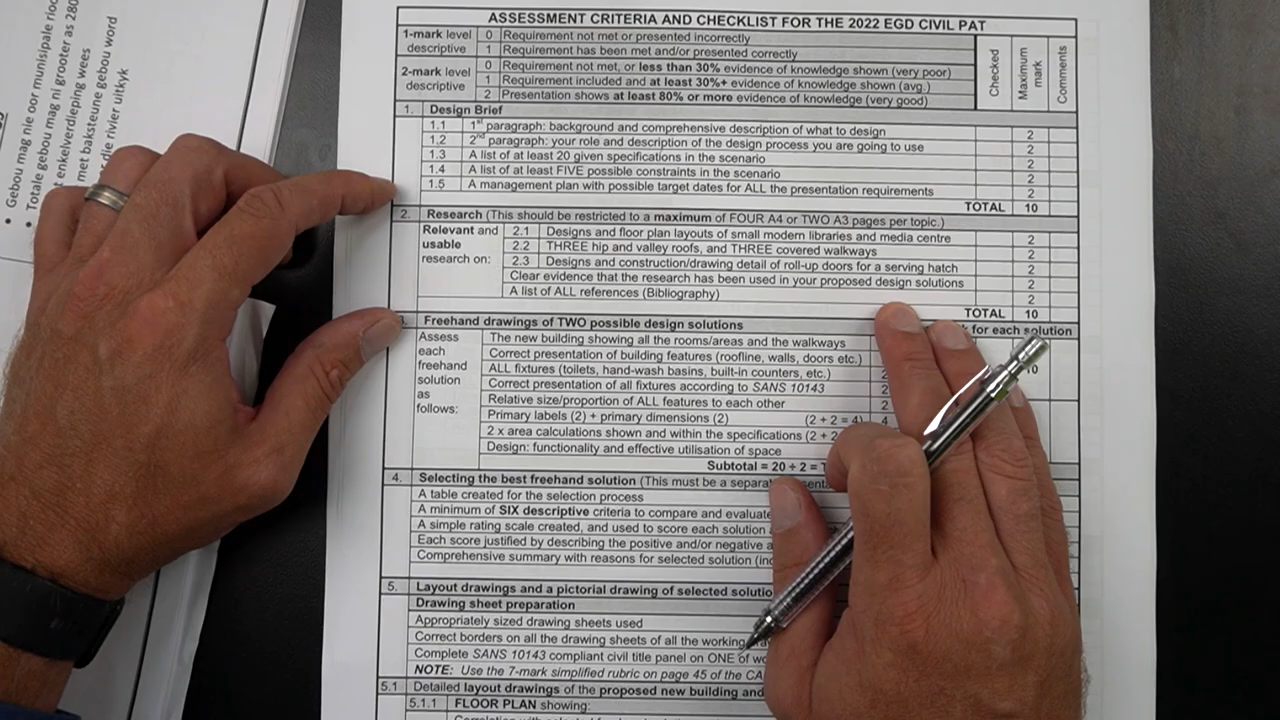 ASSESSMENT CRITERIA AND CHECKLIST FOR THE 2022 EGD CIVIL PAT
1-mark level descriptive
0 Requirement not met or presented incorrectly
1 Requirement has been met and/or presented correctly
2-mark level descriptive
0 Requirement not met, or less than 30% evidence of knowledge shown (very poor)
1 Requirement included and at least 30%+ evidence of knowledge shown (avg.)
2 Presentation shows at least 80% or more evidence of knowledge (very good)
Checked
Maximum mark
Comments
1. Design Brief
1.1 1st paragraph: background and comprehensive description of what to design 2
1.2 2nd paragraph: your role and description of the design process you are going to use 2
1.3 A list of at least 20 given specifications in the scenario 2
1.4 A list of at least FIVE possible constraints in the scenario 2
1.5 A management plan with possible target dates for ALL the presentation requirements 2
TOTAL 10
2. Research (This should be restricted to a maximum of FOUR A4 or TWO A3 pages per topic.)
Relevant and usable research on:
2.1 Designs and floor plan layouts of small modern libraries and media centre 2
2.2 THREE hip and valley roofs, and THREE covered walkways 2
2.3 Designs and construction/drawing detail of roll-up doors for a serving hatch 2
Clear evidence that the research has been used in your proposed design solutions 2
A list of ALL references (Bibliography) 2
TOTAL 10
Freehand drawings of TWO possible design solutions
for each solution
Assess each freehand solution as follows:
The new building showing all the rooms/areas and the walkways
Correct presentation of building features (roofline, walls, doors etc.)
ALL fixtures (toilets, hand-wash basins, built-in counters, etc.) 2
Correct presentation of all fixtures according to SANS 10143 2
Relative size/proportion of ALL features to each other 2
Primary labels (2) + primary dimensions (2) (2 + 2 = 4) 4
2 x area calculations shown and within the specifications (2 + 2
Design: functionality and effective utilisation of space
Subtotal = 20 ÷ 2 =
10
4. Selecting the best freehand solution (This must be a
A table created for the selection process
A minimum of SIX descriptive criteria to compare and evaluate
A simple rating scale created, and used to score each solution
Each score justified by describing the positive and/or negative
Comprehensive summary with reasons for selected solution
5. Layout drawings and a pictorial drawing of selected
Drawing sheet preparation
Appropriately sized drawing sheets used
Correct borders on all the drawing sheets of all the working
Complete SANS 10143 compliant civil title panel on ONE of
NOTE: Use the 7-mark simplified rubric on page 45 of the
5.1 Detailed layout drawings of the proposed new building and
5.1.1 FLOOR PLAN showing:
• Gebou mag nie oor munisipale
• Totale gebou mag ni grooter as 280
enkelverdieping wees
met baksteune gebou word
die rivier uitkyk